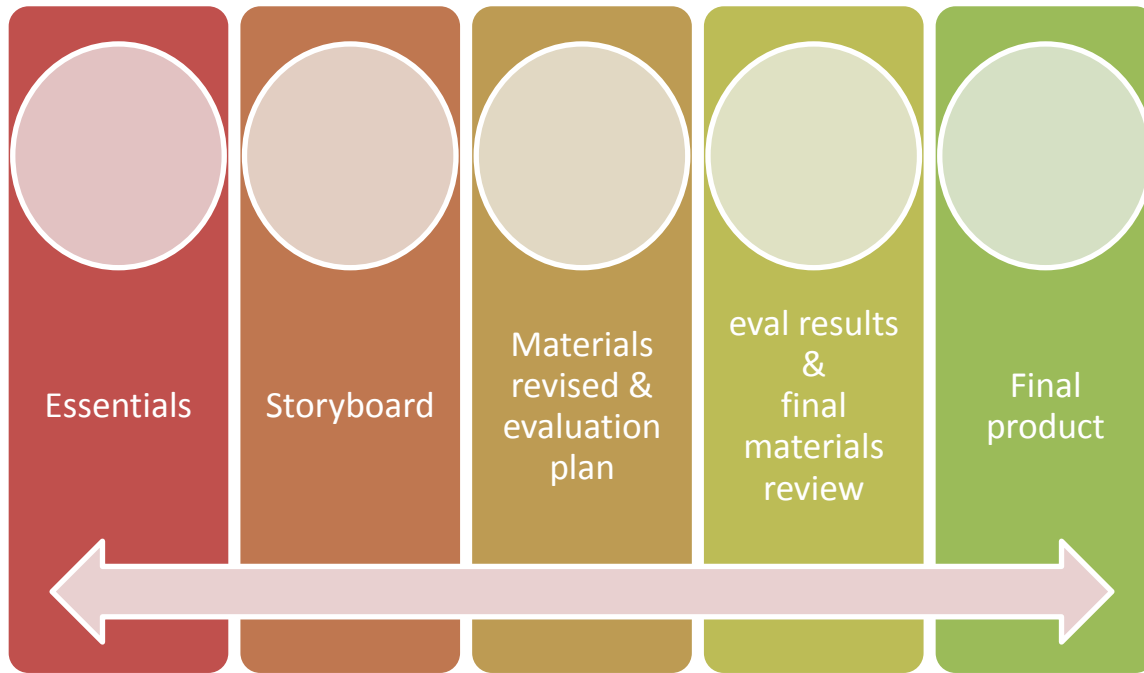 Essentials
Storyboard
Materials
revised &
evaluation
plan
eval results
&
final
materials
review
Final
product